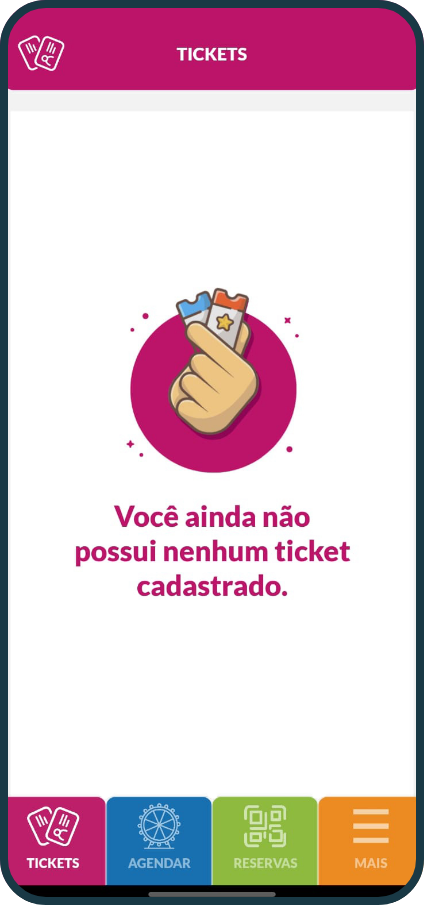 TICKETS
Você ainda não
possui nenhum ticket
cadastrado.
TICKETS
AGENDAR
RESERVAS
MAIS